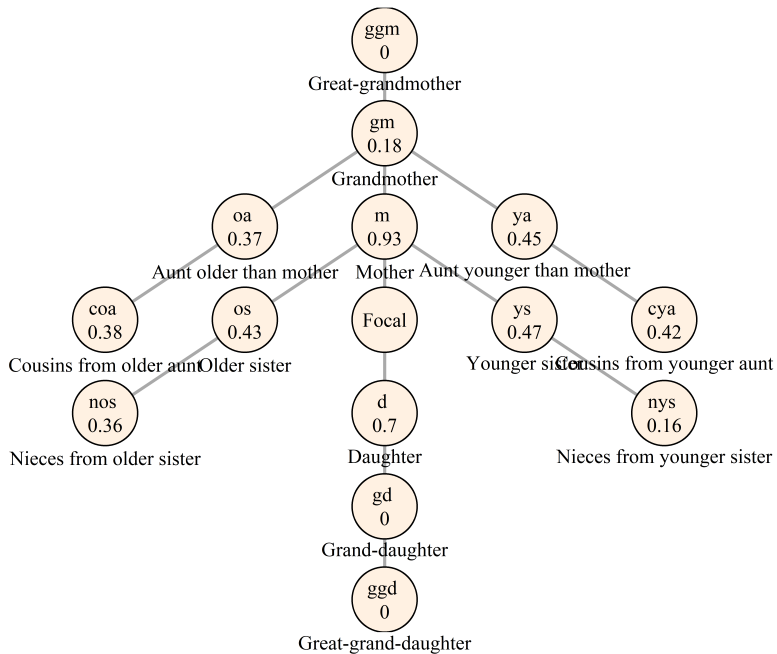 ggm
0
Great-grandmother
gm
0.18
Grandmother
oa
0.37
Aunt older than mother
m
0.93
Mother
ya
0.45
Aunt younger than mother
coa
0.38
Cousins from older aunt
os
0.43
Older sister
Focal
ys
0.47
Younger sister
cya
0.42
Cousins from younger aunt
nos
0.36
Nieces from older sister
d
0.7
Daughter
nys
0.16
Nieces from younger sister
gd
0
Grand-daughter
ggd
0
Great-grand-daughter